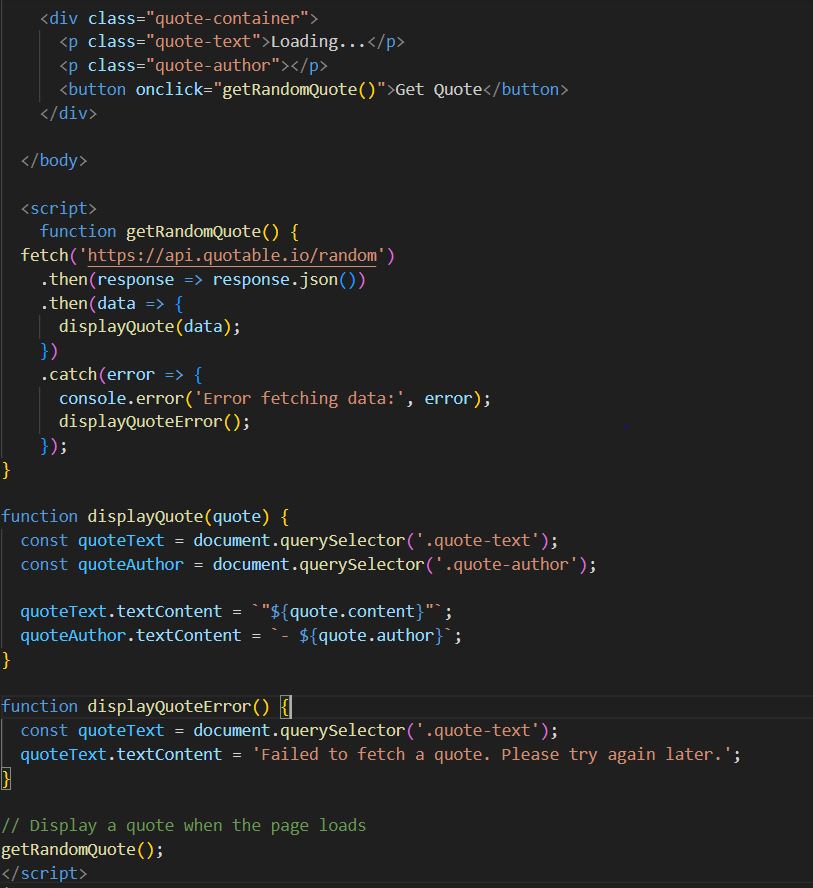 <div class="quote-container">
<p class="quote-text">Loading...</p>
<p class="quote-author"></p>
<button onclick="getRandomQuote()">Get Quote</button>
</div>
</body>
<script>
function getRandomQuote() {
fetch('https://api.quotable.io/random')
.then(response => response.json())
.then(data => {
displayQuote(data);
})
.catch(error => {
console.error('Error fetching data:', error);
displayQuoteError();
});
}
function displayQuote(quote) {
const quoteText = document.querySelector('.quote-text');
const quoteAuthor = document.querySelector('.quote-author');
quoteText.textContent = `"${quote.content}"`;
quoteAuthor.textContent = `- ${quote.author}`;
}
function displayQuoteError() {
const quoteText = document.querySelector('.quote-text');
quoteText.textContent = 'Failed to fetch a quote. Please try again later.';
}
// Display a quote when the page loads
getRandomQuote();
</script>